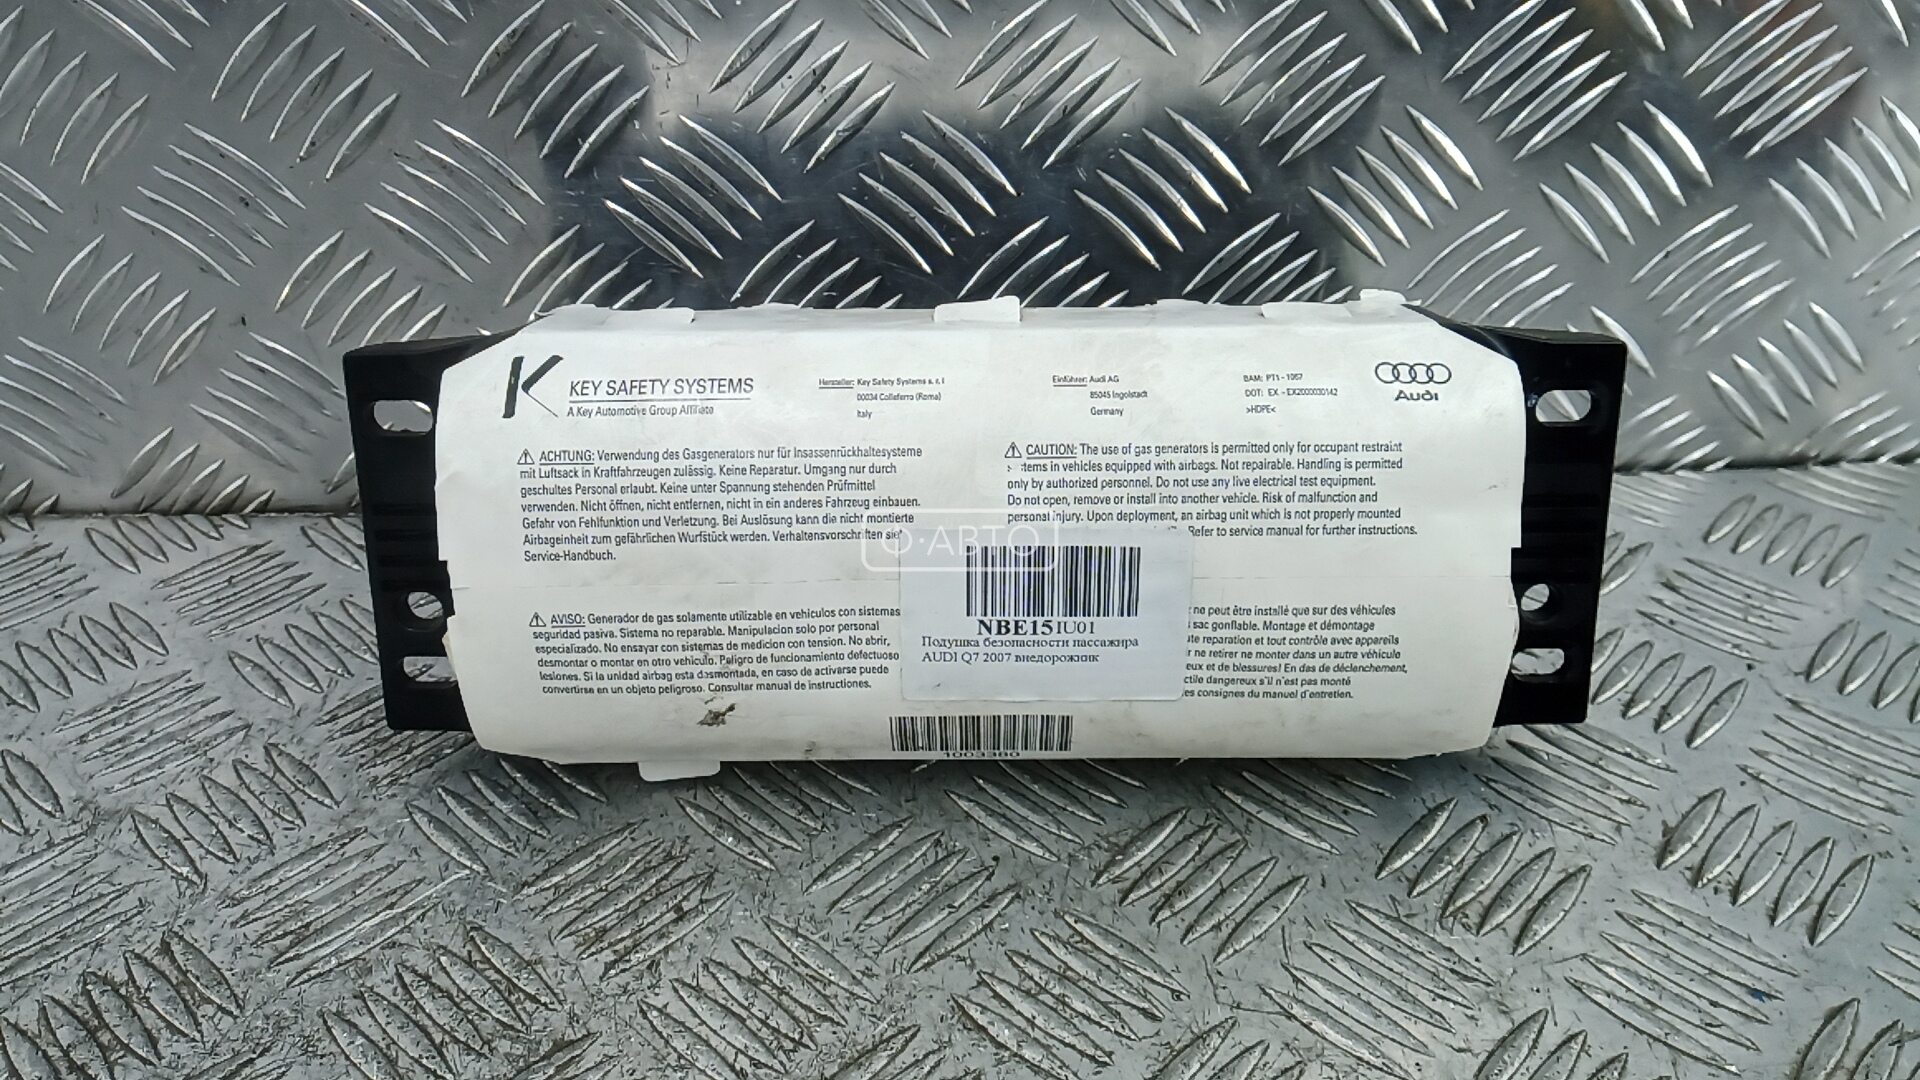 KEY SAFETY SYSTEMS
A Key Automotive Group Affiliate
Hersteller: Key Safety Systems s. r. l
00034 Colleferro (Roma)
Italy
Einführer: Audi AG
85045 Ingolstadt
Germany
BAM: PT1 - 1067
DOT: EX - EX2000030142
>HDPE<
Audi
ACHTUNG: Verwendung des Gasgenerators nur für Insassenrückhaltesysteme
mit Luftsack in Kraftfahrzeugen zulässig. Keine Reparatur. Umgang nur durch
geschultes Personal erlaubt. Keine unter Spannung stehenden Prüfmittel
verwenden. Nicht öffnen, nicht entfernen, nicht in ein anderes Fahrzeug einbauen.
Gefahr von Fehlfunktion und Verletzung. Bei Auslösung kann die nicht montierte
Airbageinheit zum gefährlichen Wurfstück werden. Verhaltensvorschriften
Service-Handbuch.
CAUTION: The use of gas generators is permitted only for occupant restraint
in vehicles equipped with airbags. Not repairable. Handling is permitted
only by authorized personnel. Do not use any live electrical test equipment.
Do not open, remove or install into another vehicle. Risk of malfunction and
personal injury. Upon deployment, an airbag unit which is not properly mounted
Refer to service manual for further instructions.
О·АВТО
AVISO: Generador de gas solamente utilizable en vehiculos con sistemas
seguridad pasiva. Sistema no reparable. Manipulacion solo por personal
especializado. No ensayar con sistemas de medicion con tension. No abrir,
desmontar o montar en otro vehiculo. Peligro de funcionamiento defectuoso
lesiones. Si la unidad airbag esta desmontada, en caso de activarse puede
convertirse en un objeto peligroso. Consultar manual de instructiones.
NBE15IU01
Подушка безопасности пассажира
AUDI Q7 2007 внедорожник
ne peut être installé que sur des véhicules
sac gonflable. Montage et démontage
reparation et tout contrôle avec appareils
ne retirer ne monter dans un autre véhicule
et de blessures! En das de déclenchement,
dangereux s'il n'est pas monté
consignes du manuel d'entretien.
1003380